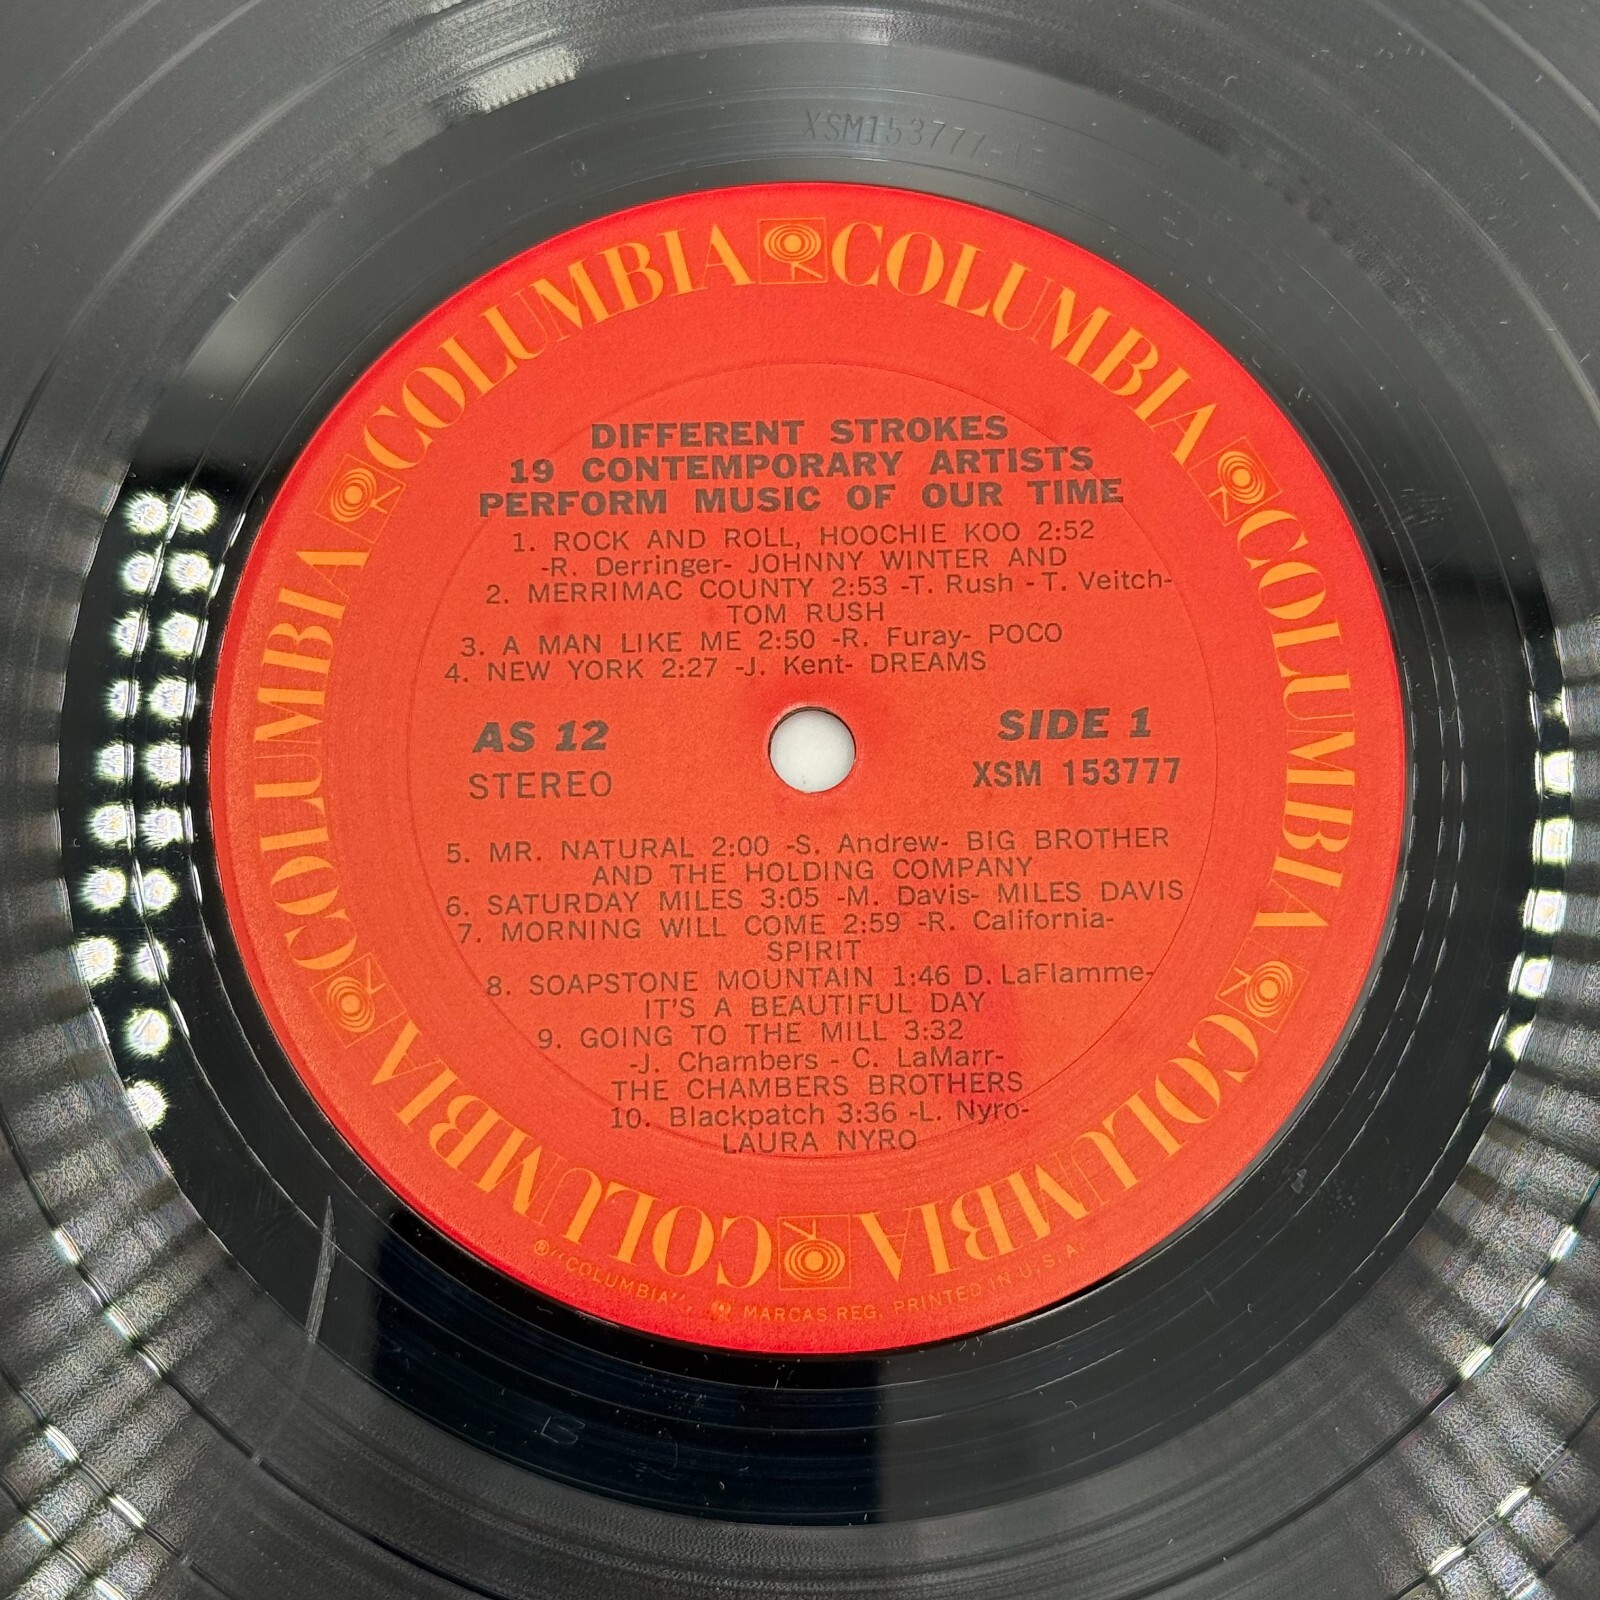 XSM153777-1
COLUMBIA COLUMBIA COLUMBIA COLUMBIA COLUMBIA COLUMBIA COLUMBIA COLUMBIA
DIFFERENT STROKES
19 CONTEMPORARY ARTISTS
PERFORM MUSIC OF OUR TIME
1. ROCK AND ROLL, HOOCHIE KOO 2:52
-R. Derringer- JOHNNY WINTER AND
2. MERRIMAC COUNTY 2:53 -T. Rush - T. Veitch-
TOM RUSH
3. A MAN LIKE ME 2:50 -R. Furay- POCO
4. NEW YORK 2:27 -J. Kent- DREAMS
AS 12
STEREO
SIDE 1
XSM 153777
5. MR. NATURAL 2:00 -S. Andrew- BIG BROTHER
AND THE HOLDING COMPANY
6. SATURDAY MILES 3:05 -M. Davis- MILES DAVIS
7. MORNING WILL COME 2:59 -R. California-
SPIRIT
8. SOAPSTONE MOUNTAIN 1:46 D. LaFlamme-
IT'S A BEAUTIFUL DAY
9. GOING TO THE MILL 3:32
-J. Chambers - C. LaMarr-
THE CHAMBERS BROTHERS
10. Blackpatch 3:36 -L. Nyro-
LAURA NYRO
® "COLUMBIA", MARCAS REG. PRINTED IN U.S.A.